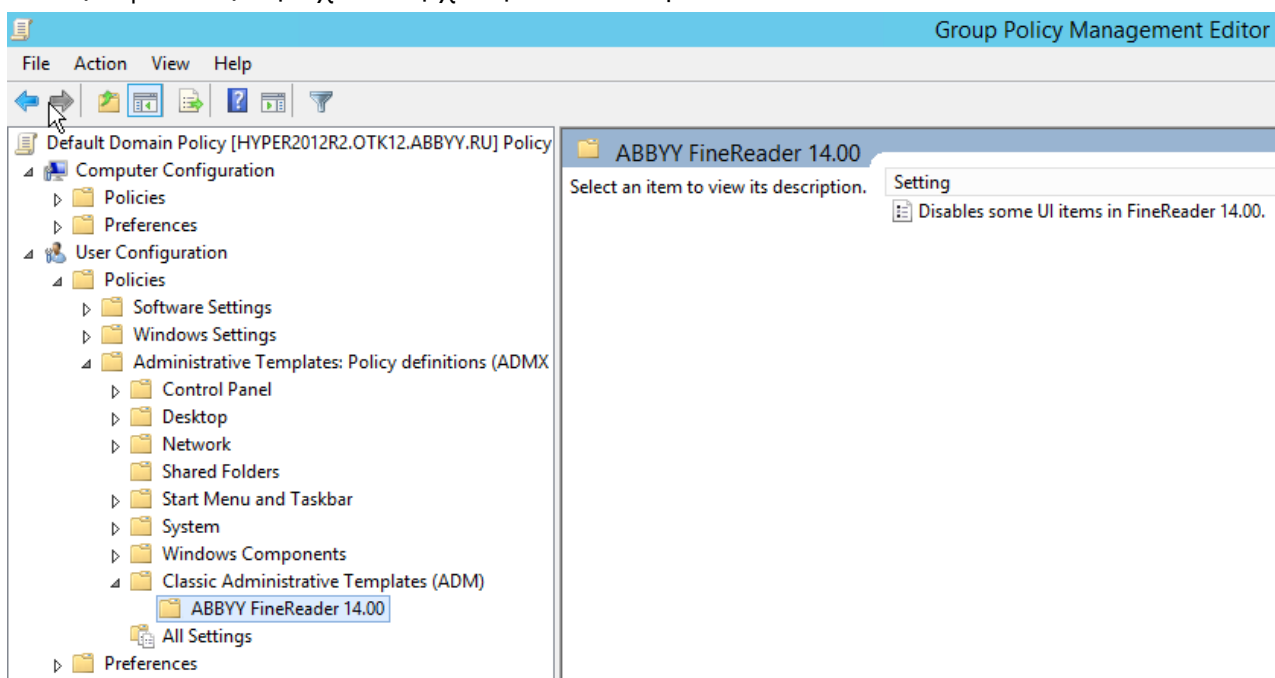 Group Policy Management Editor
File Action View Help
Default Domain Policy [HYPER2012R2.OTK12.ABBYY.RU] Policy
Computer Configuration
Policies
Preferences
User Configuration
Policies
Software Settings
Windows Settings
Administrative Templates: Policy definitions (ADMX
Control Panel
Desktop
Network
Shared Folders
Start Menu and Taskbar
System
Windows Components
Classic Administrative Templates (ADM)
ABBYY FineReader 14.00
All Settings
Preferences
ABBYY FineReader 14.00
Select an item to view its description.
Setting
Disables some UI items in FineReader 14.00.